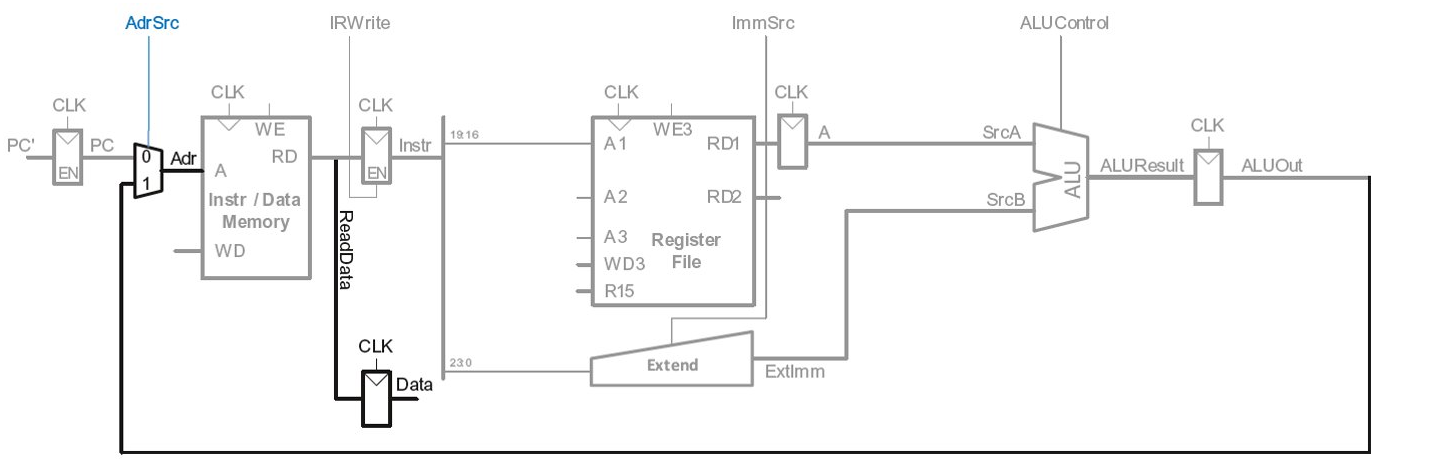 AdrSrc
IRWrite
ImmSrc
ALUControl
CLK
CLK
CLK
CLK
CLK
CLK
PC'
PC
EN
0
1
Adr
WE
A
RD
Instr / Data
Memory
WD
EN
Instr
19:16
A1
WE3
RD1
A2
RD2
A3
WD3
R15
Register
File
A
SrcA
SrcB
ALU
ALUResult
ALUOut
ReadData
CLK
Data
23:0
Extend
ExtImm